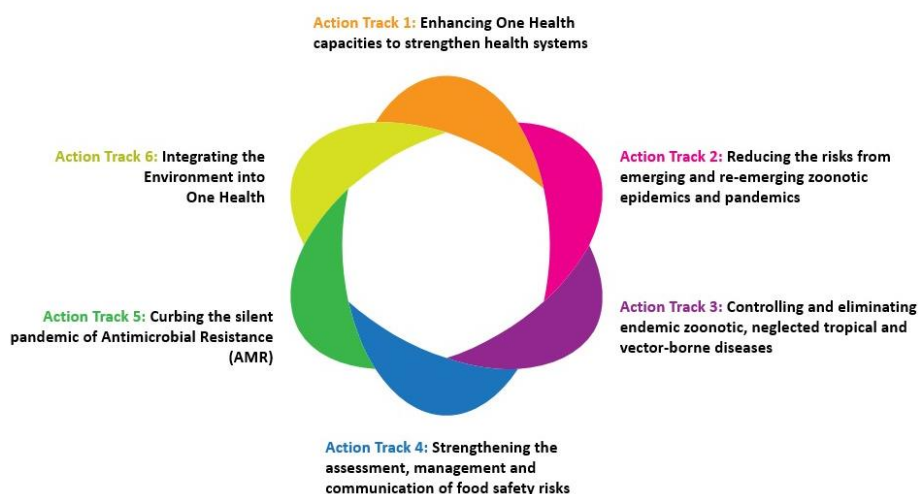 Action Track 1: Enhancing One Health
capacities to strengthen health systems
Action Track 2: Reducing the risks from
emerging and re-emerging zoonotic
epidemics and pandemics
Action Track 3: Controlling and eliminating
endemic zoonotic, neglected tropical and
vector-borne diseases
Action Track 4: Strengthening the
assessment, management and
communication of food safety risks
Action Track 5: Curbing the silent
pandemic of Antimicrobial Resistance
(AMR)
Action Track 6: Integrating the
Environment into
One Health